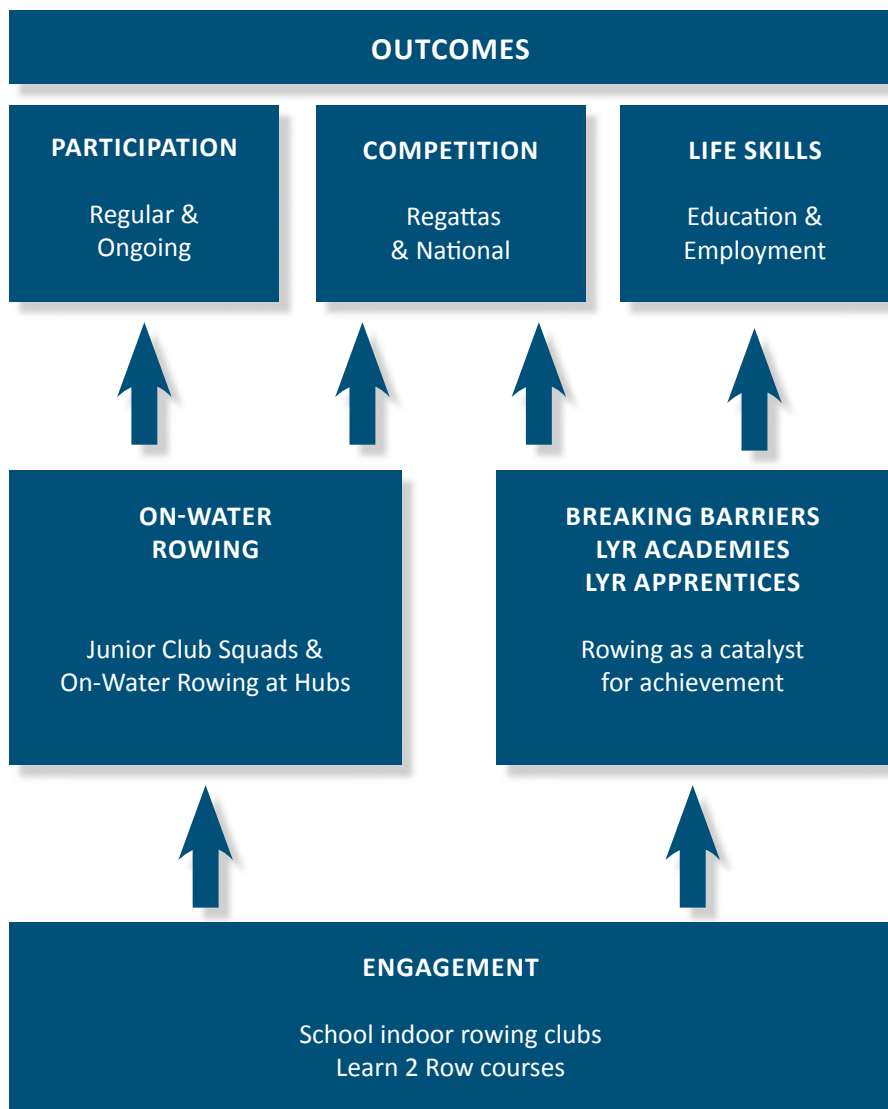 OUTCOMES
PARTICIPATION
Regular &
Ongoing
COMPETITION
Regattas
& National
LIFE SKILLS
Education &
Employment
ON-WATER
ROWING
Junior Club Squads &
On-Water Rowing at Hubs
BREAKING BARRIERS
LYR ACADEMIES
LYR APPRENTICES
Rowing as a catalyst
for achievement
ENGAGEMENT
School indoor rowing clubs
Learn 2 Row courses